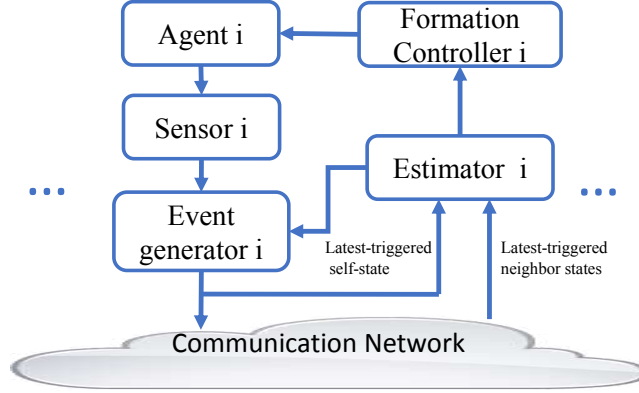 Agent i
Formation
Controller i
Sensor i
Estimator i
...
...
Event
generator i
Latest-triggered
self-state
Latest-triggered
neighbor states
Communication Network